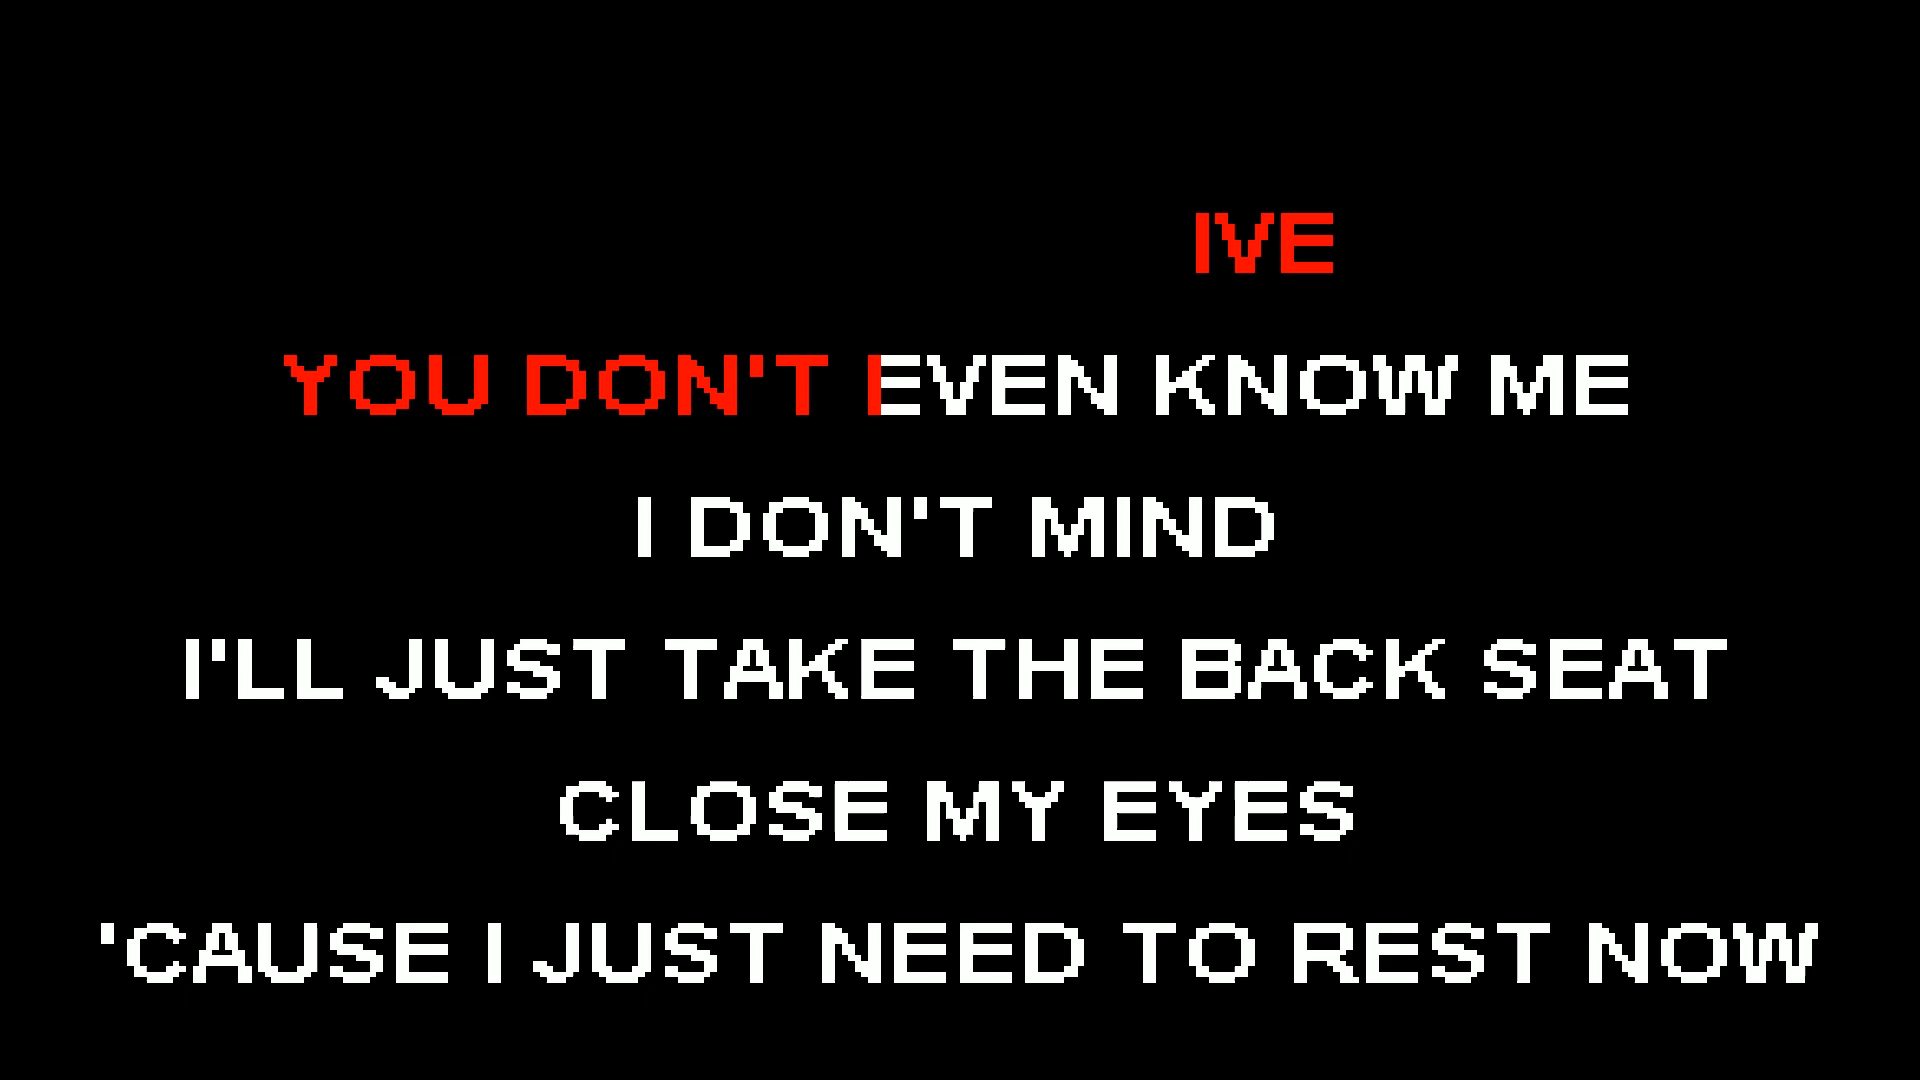 IVE
YOU DON'T EVEN KNOW ME
I DON'T MIND
I'LL JUST TAKE THE BACK SEAT
CLOSE MY EYES
'CAUSE I JUST NEED TO REST NOW